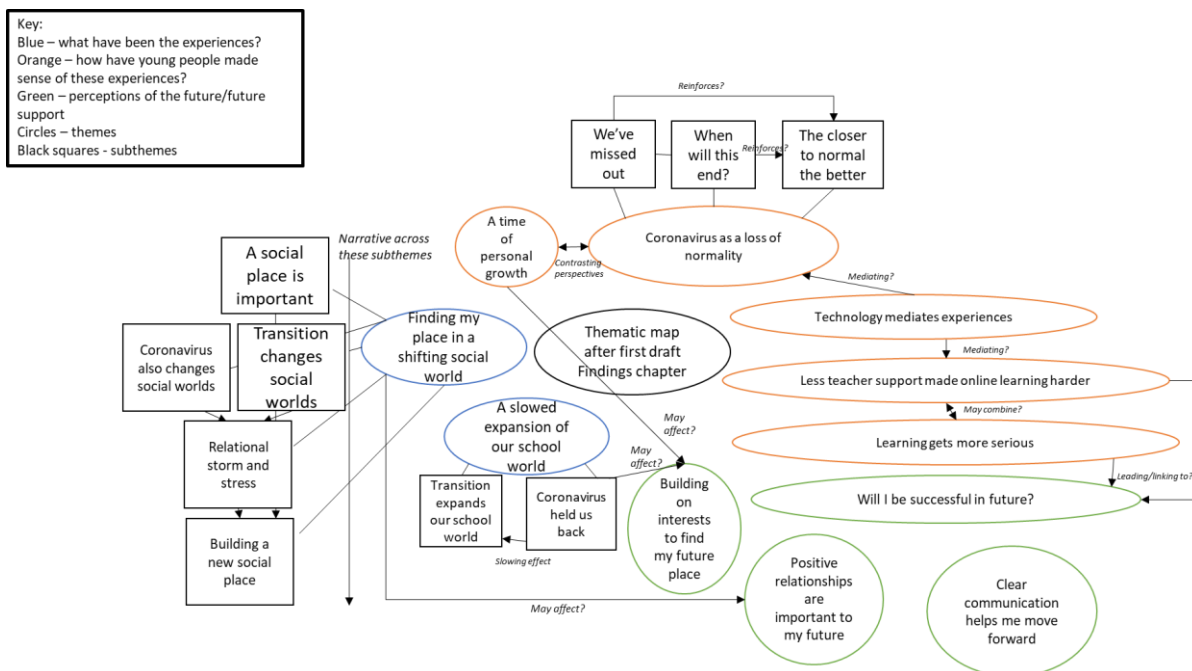 Key:
Blue – what have been the experiences?
Orange – how have young people made
sense of these experiences?
Green – perceptions of the future/future
support
Circles – themes
Black squares - subthemes
Reinforces?
We’ve
missed
out
When
will this
end?
Reinforces?
The closer
to normal
the better
A time
of
personal
growth
Contrasting
perspectives
Coronavirus as a loss of
normality
Mediating?
Technology mediates experiences
Mediating?
Less teacher support made online learning
harder
May combine?
Learning gets more serious
Leading/linking to?
Will I be successful in future?
A social
place is
important
Narrative across
these subthemes
Coronavirus
also changes
social worlds
Transition
changes
social
worlds
Finding my
place in a
shifting social
world
Thematic map
after first draft
Findings chapter
Relational
storm and
stress
Building a
new social
place
A slowed
expansion of
our school
world
Transition
expands
our school
world
Coronavirus
held us
back
Slowing effect
May affect?
May
affect?
Building
on
interests
to find
my future
place
May affect?
Positive
relationships
are
important to
my future
Clear
communication
helps me move
forward